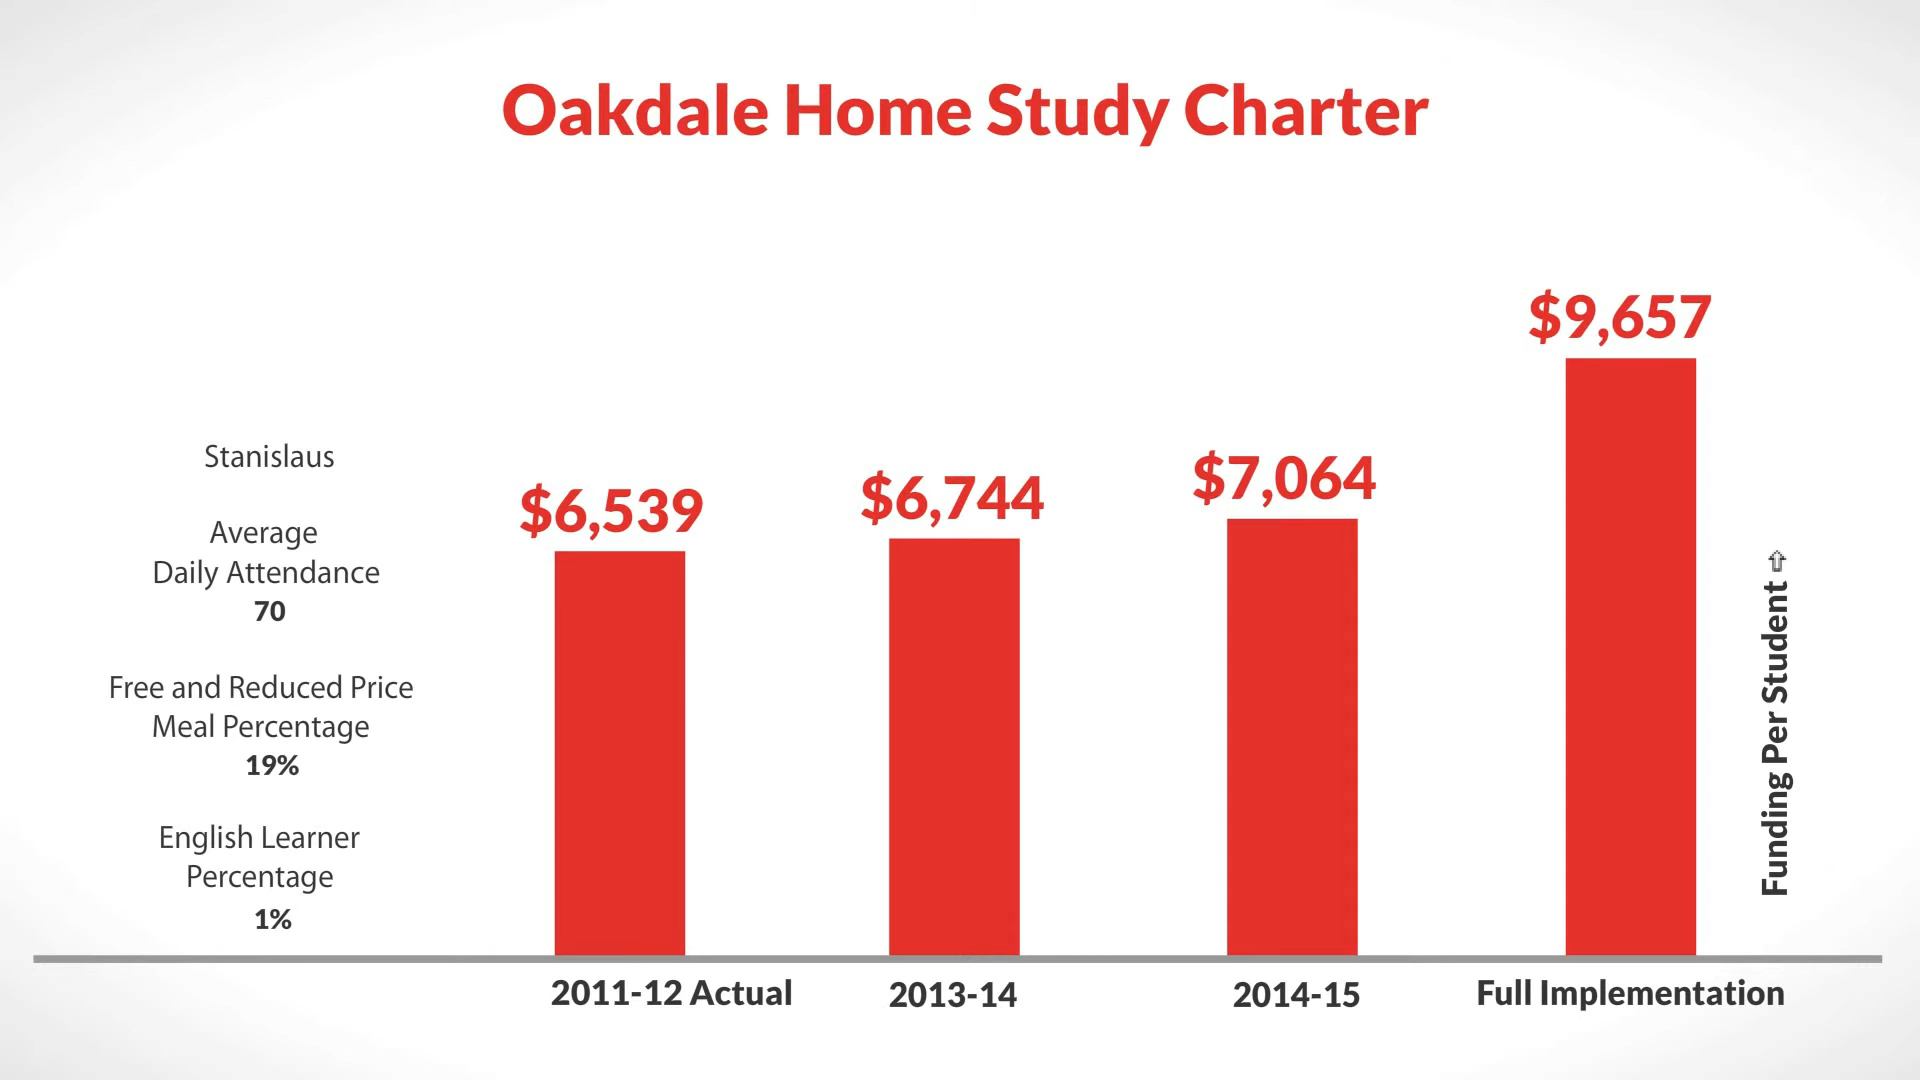 Oakdale Home Study Charter
Stanislaus
Average
Daily Attendance
70
Free and Reduced Price
Meal Percentage
19%
English Learner
Percentage
1%
$6,539
$6,744
$7,064
$9,657
2011-12 Actual
2013-14
2014-15
Full Implementation
Funding Per Student ⇧